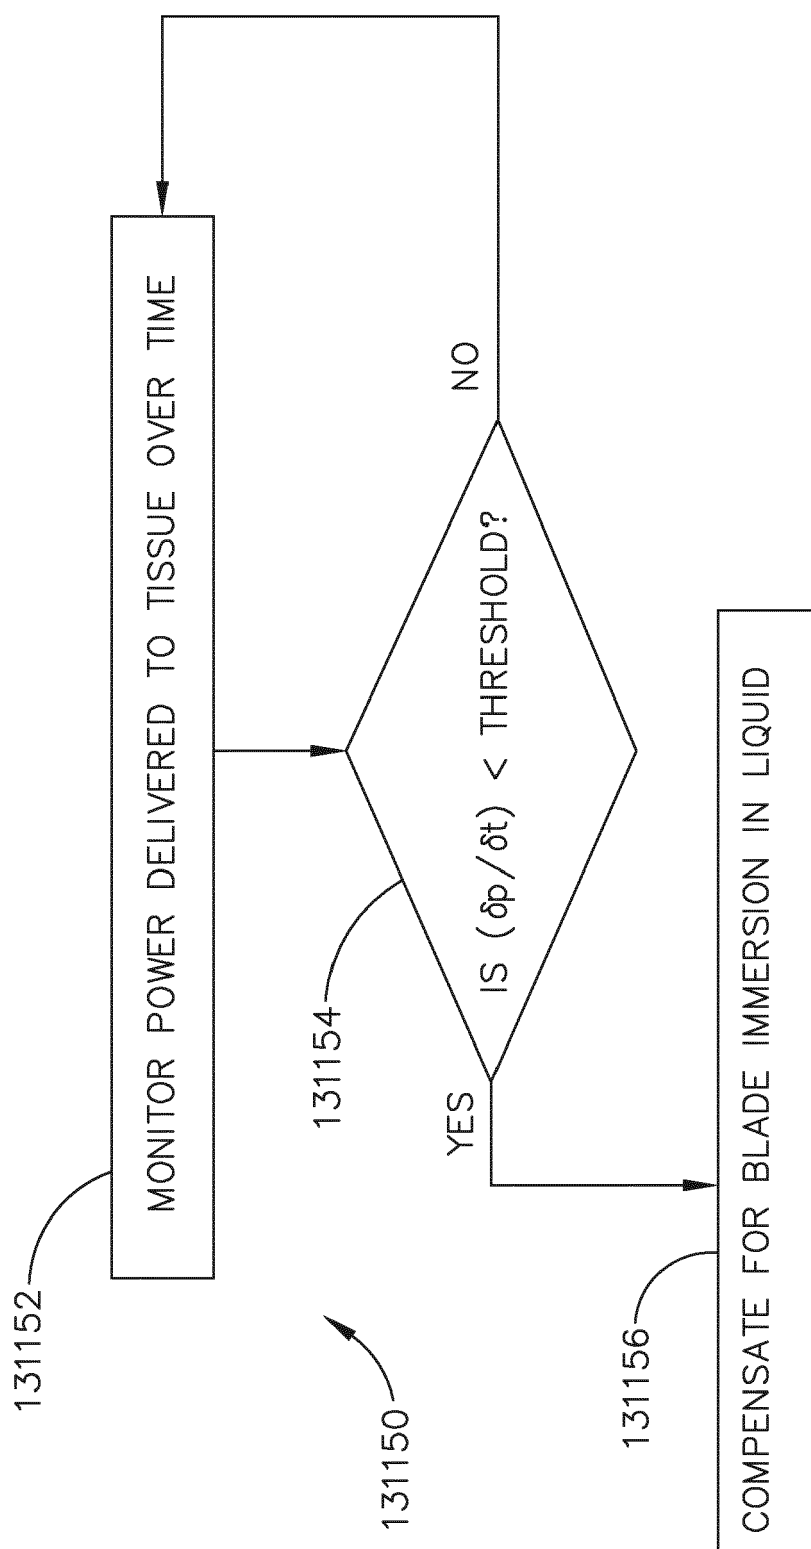 131152
MONITOR POWER DELIVERED TO TISSUE OVER TIME
131150
131154
IS (δp/δt) < THRESHOLD?
YES
NO
131156
COMPENSATE FOR BLADE IMMERSION IN LIQUID